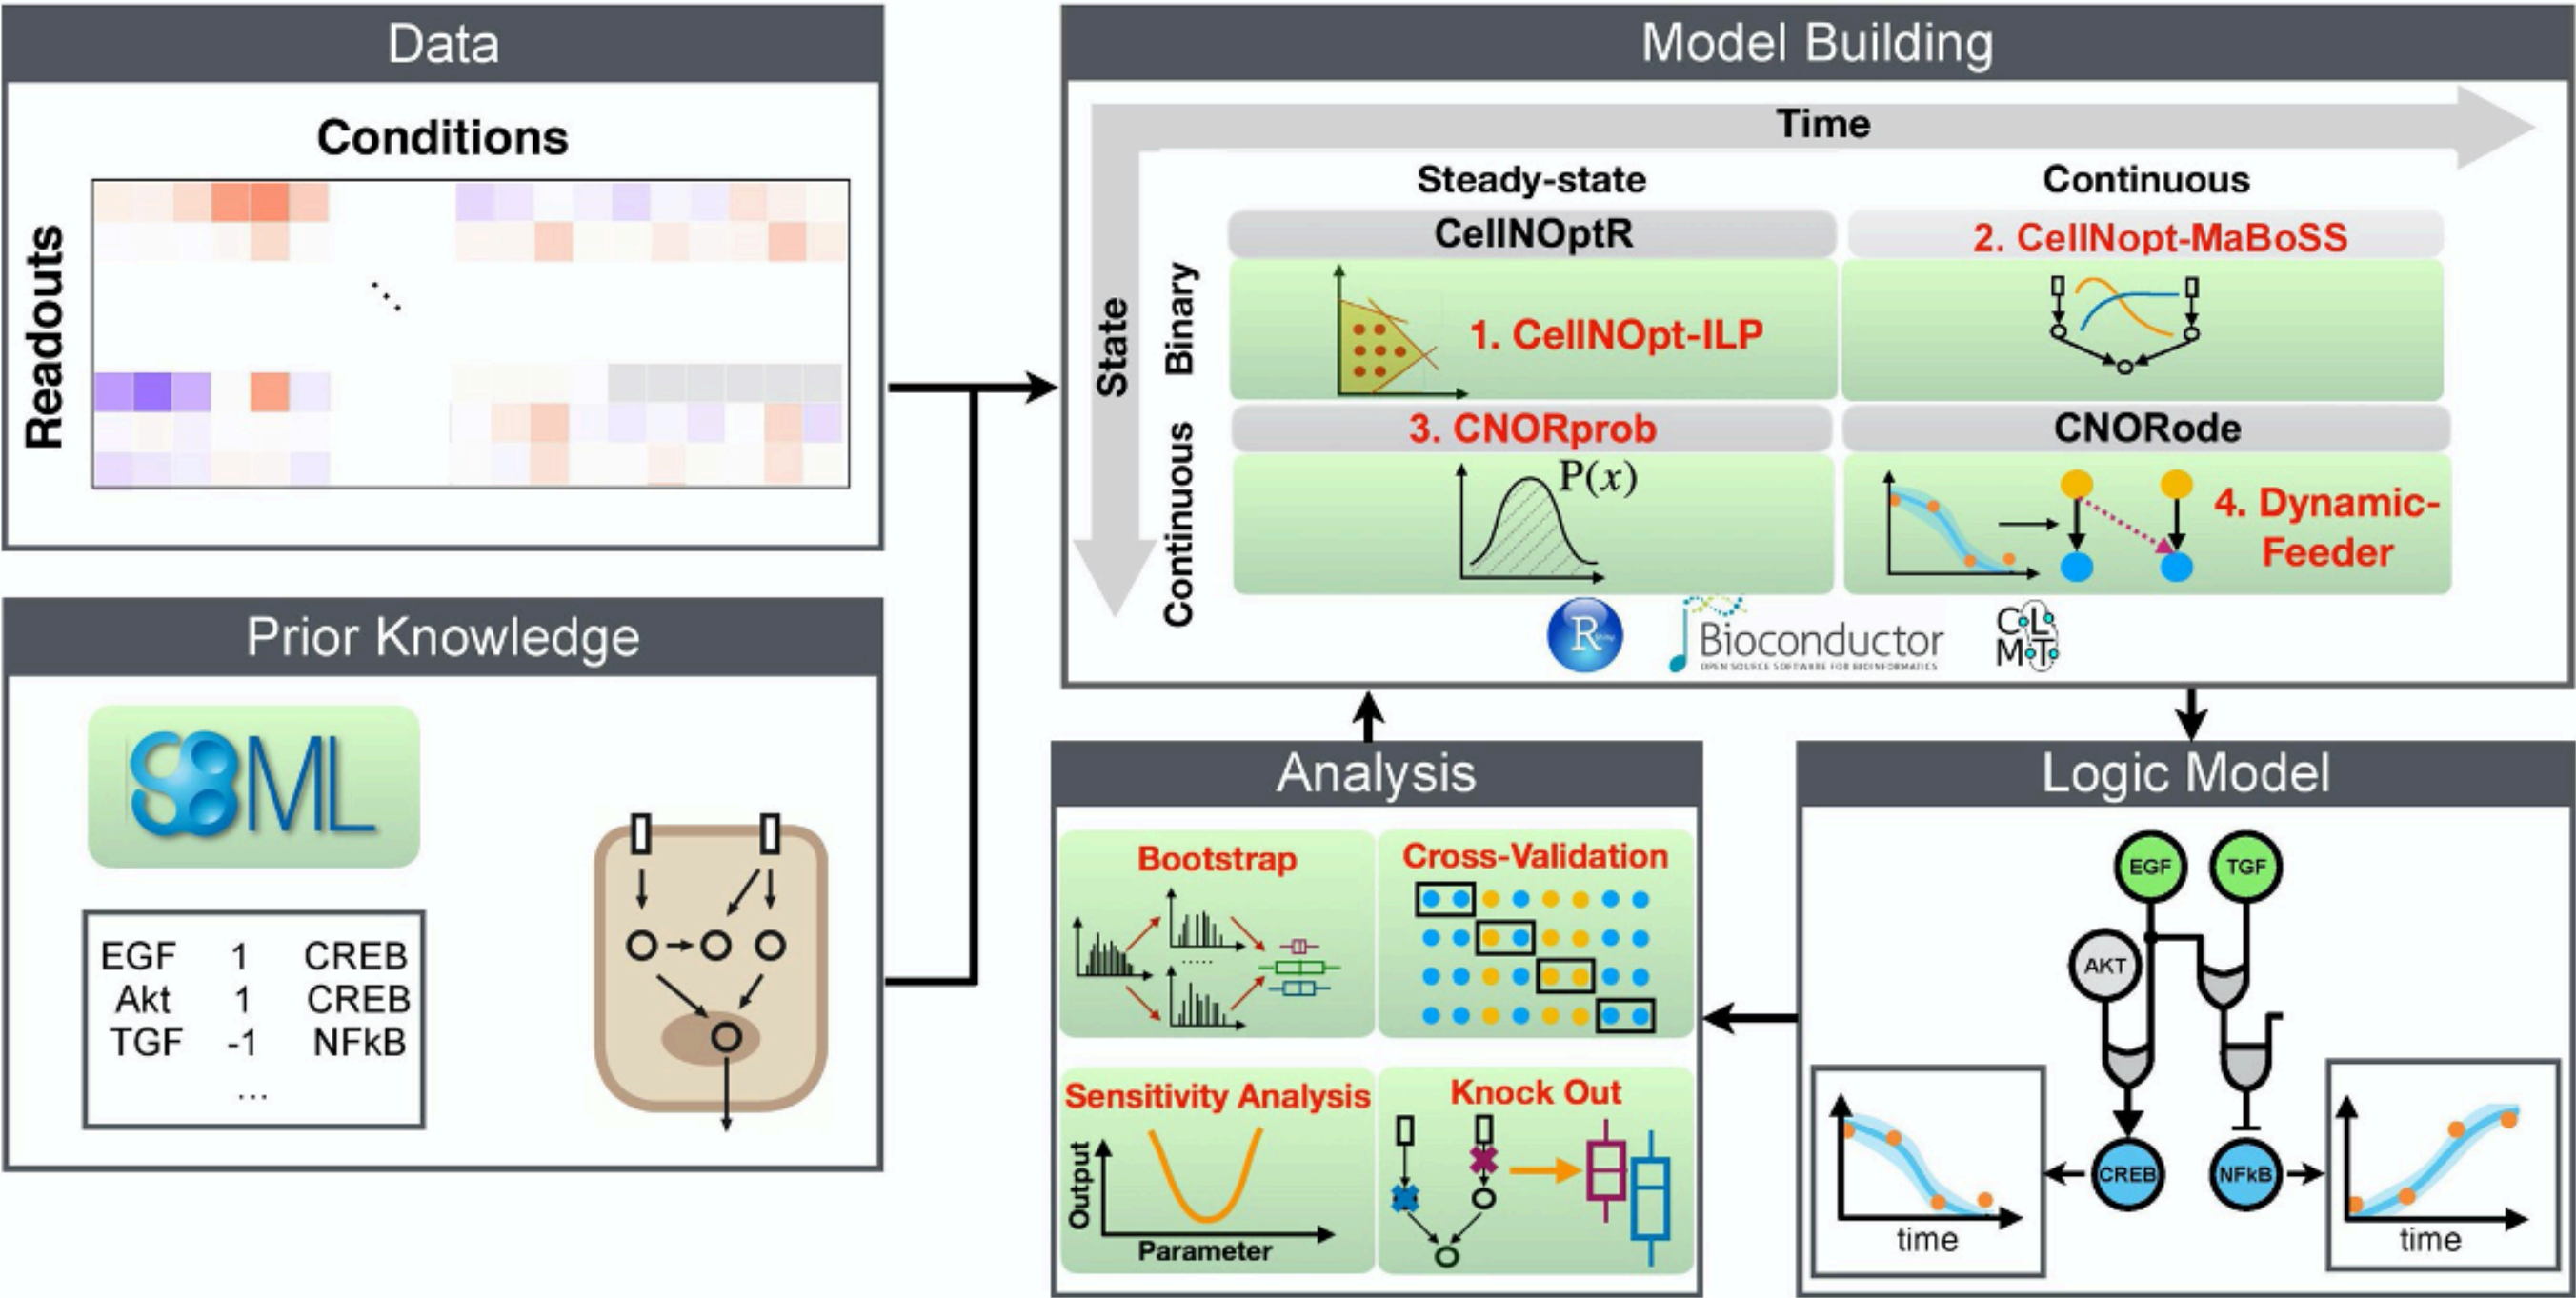 Data
Conditions
Readouts
Prior Knowledge
SBML
EGF 1 CREB
Akt 1 CREB
TGF -1 NFkB
...
Model Building
Time
State
Steady-state
Continuous
Binary
Continuous
CellNOptR
2. CellNopt-MaBoSS
1. CellNOpt-ILP
3. CNORprob
CNORode
P(x)
4. Dynamic-
Feeder
R
Bioconductor
OPEN SOURCE SOFTWARE FOR BIOINFORMATICS
COLOMOTO
Analysis
Bootstrap
.....
Cross-Validation
Sensitivity Analysis
Output
Parameter
Knock Out
Logic Model
EGF
TGF
AKT
CREB
NFkB
time
time